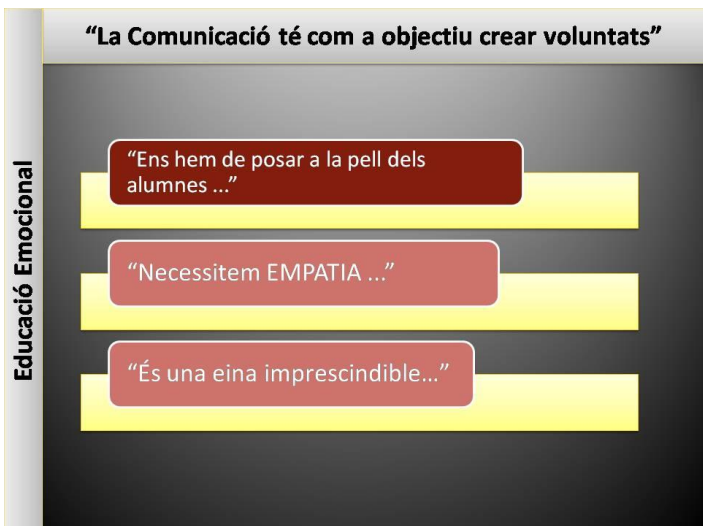 “La Comunicació té com a objectiu crear voluntats”
Educació Emocional
“Ens hem de posar a la pell dels
alumnes ...”
“Necessitem EMPATIA ...”
“És una eina imprescindible...”